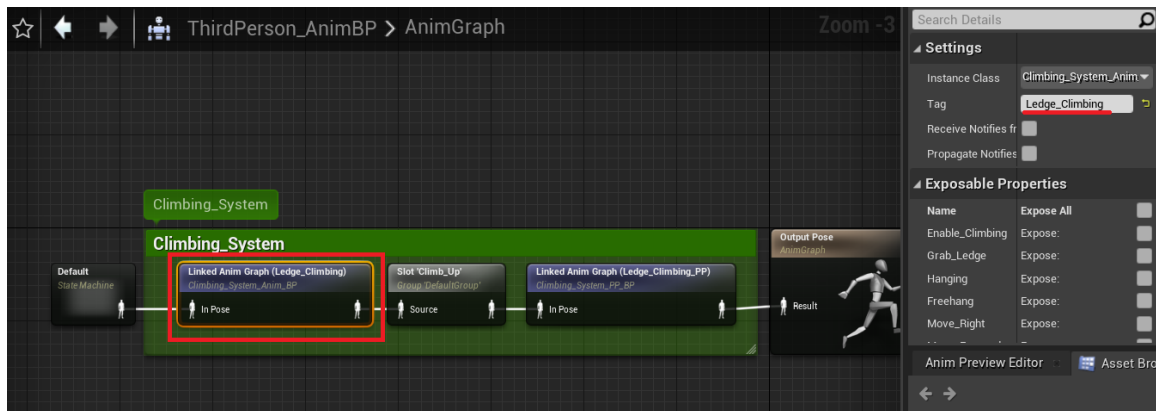 ThirdPerson_AnimBP > AnimGraph
Zoom -3
Climbing_System
Climbing_System
Default
State Machine
Linked Anim Graph (Ledge_Climbing)
Climbing_System_Anim_BP
In Pose
Slot 'Climb_Up'
Group 'DefaultGroup'
Source
Linked Anim Graph (Ledge_Climbing_PP)
Climbing_System_PP_BP
In Pose
Output Pose
AnimGraph
Result
Search Details
Settings
Instance Class Climbing_System_Anim
Tag Ledge_Climbing
Receive Notifies fr
Propagate Notifies
Exposable Properties
Name Expose All
Enable_Climbing Expose:
Grab_Ledge Expose:
Hanging Expose:
Freehang Expose:
Move_Right Expose:
Anim Preview Editor Asset Bro